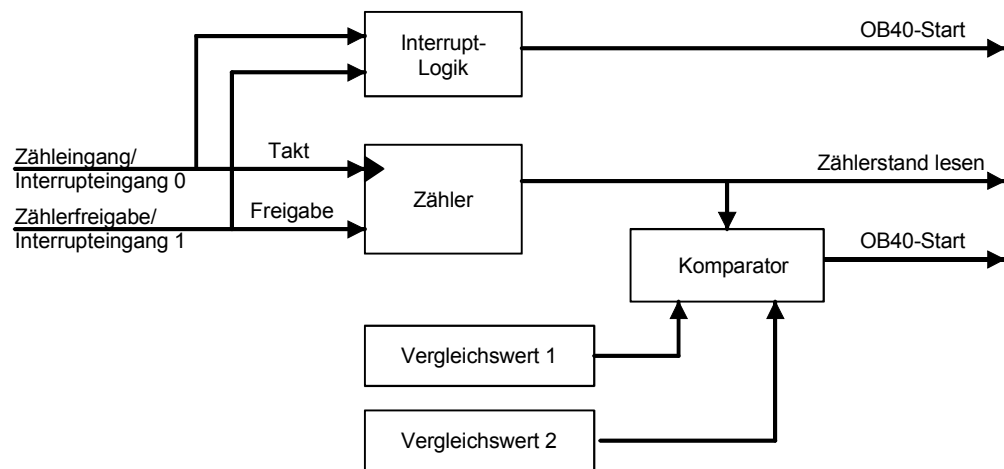 OB40-Start
Interrupt-
Logik
Zähleingang/
Interrupteingang 0
Takt
Zähler
Zählerstand lesen
Zählerfreigabe/
Interrupteingang 1
Freigabe
OB40-Start
Komparator
Vergleichswert 1
Vergleichswert 2